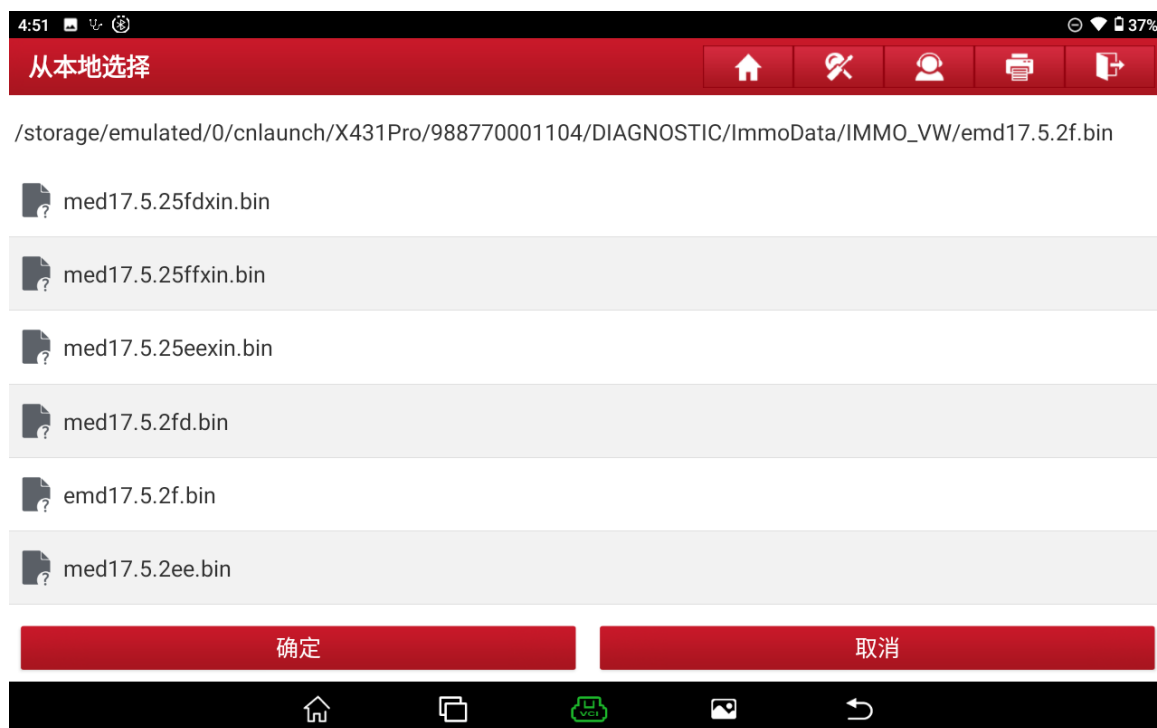 4:51
37%
从本地选择
/storage/emulated/0/cnlaunch/X431Pro/988770001104/DIAGNOSTIC/ImmoData/IMMO_VW/emd17.5.2f.bin
med17.5.25fdxin.bin
med17.5.25ffxin.bin
med17.5.25eexin.bin
med17.5.2fd.bin
emd17.5.2f.bin
med17.5.2ee.bin
确定
取消
VCI